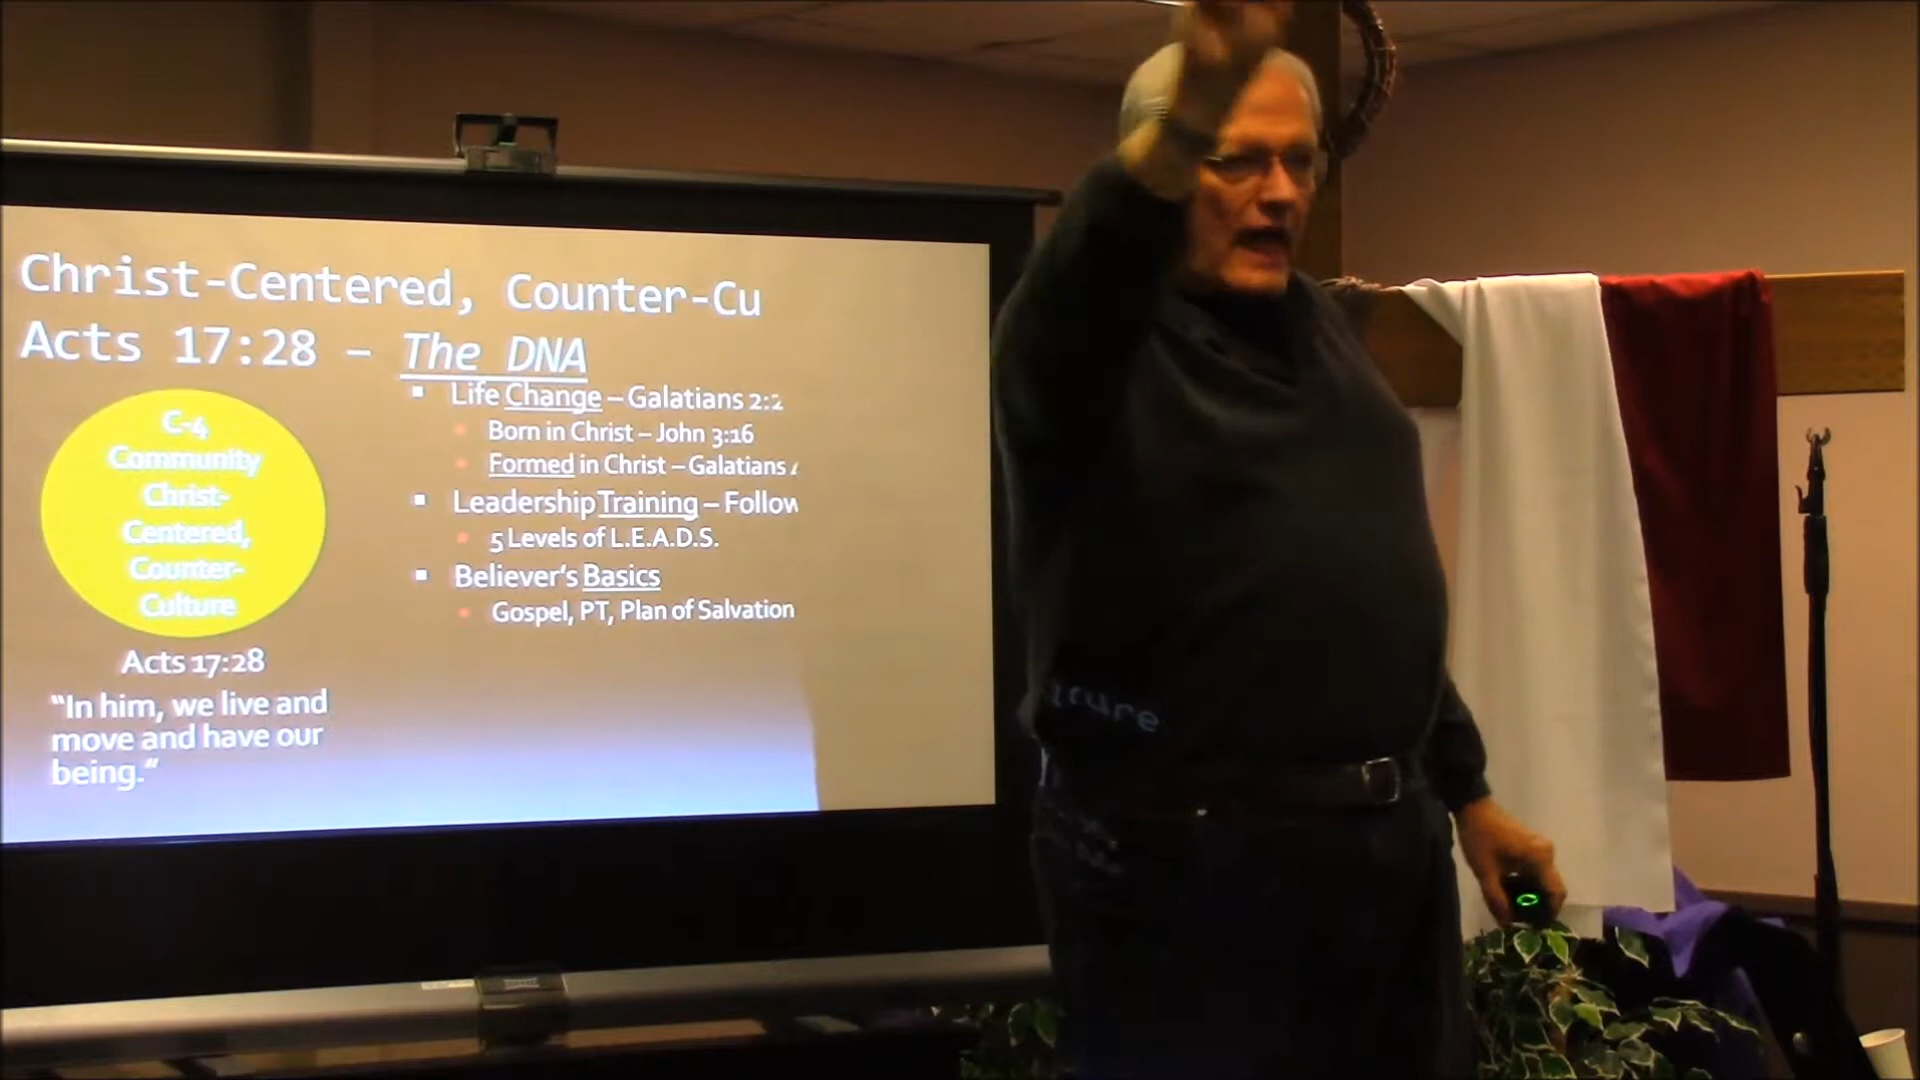 Christ-Centered, Counter-Cu
Acts 17:28 – The DNA
C-4
Community
Christ-
Centered,
Counter-
Culture
Acts 17:28
“In him, we live and
move and have our
being.”
▪ Life Change – Galatians 2:2
• Born in Christ – John 3:16
• Formed in Christ – Galatians
▪ Leadership Training – Follow
• 5 Levels of L.E.A.D.S.
▪ Believer’s Basics
• Gospel, PT, Plan of Salvation